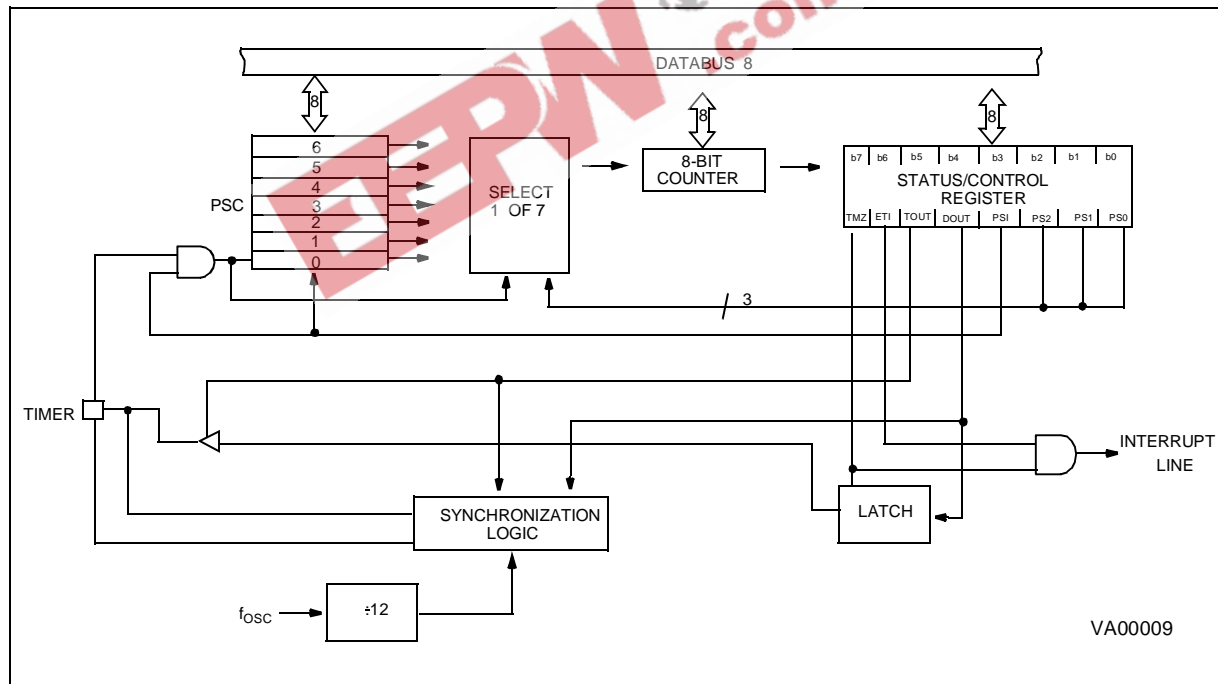 EEPW.com
DATABUS 8
8
8
8
6
5
4
3
2
1
0
PSC
SELECT
1 OF 7
8-BIT
COUNTER
b7 b6 b5 b4 b3 b2 b1 b0
STATUS/CONTROL
REGISTER
TMZ ETI TOUT DOUT PSI PS2 PS1 PS0
3
TIMER
INTERRUPT
LINE
SYNCHRONIZATION
LOGIC
LATCH
fOSC
÷12
VA00009